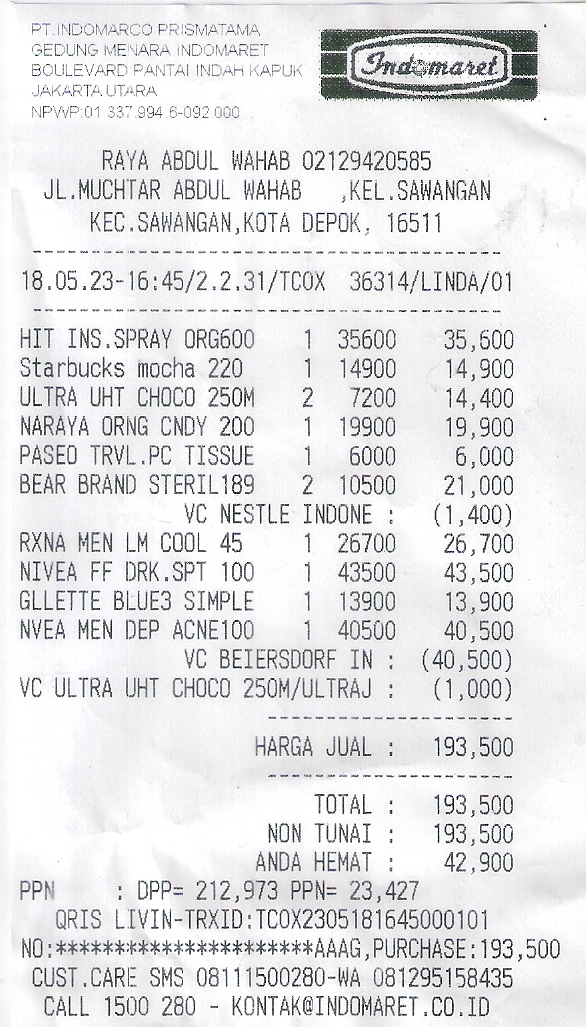 PT.INDOMARCO PRISMATAMA
GEDUNG MENARA INDOMARET
BOULEVARD PANTAI INDAH KAPUK
JAKARTA UTARA
NPWP:01 337.994.6-092.000
Indomaret
RAYA ABDUL WAHAB 02129420585
JL.MUCHTAR ABDUL WAHAB ,KEL.SAWANGAN
KEC.SAWANGAN,KOTA DEPOK, 16511
18.05.23-16:45/2.2.31/TCOX 36314/LINDA/01
HIT INS.SPRAY ORG600 1 35600 35,600
Starbucks mocha 220 1 14900 14,900
ULTRA UHT CHOCO 250M 2 7200 14,400
NARAYA ORNG CNDY 200 1 19900 19,900
PASEO TRVL.PC TISSUE 1 6000 6,000
BEAR BRAND STERIL189 2 10500 21,000
VC NESTLE INDONE : (1,400)
RXNA MEN LM COOL 45 1 26700 26,700
NIVEA FF DRK.SPT 100 1 43500 43,500
GLLETTE BLUE3 SIMPLE 1 13900 13,900
NVEA MEN DEP ACNE100 1 40500 40,500
VC BEIERSDORF IN : (40,500)
VC ULTRA UHT CHOCO 250M/ULTRAJ : (1,000)
HARGA JUAL : 193,500
TOTAL : 193,500
NON TUNAI : 193,500
ANDA HEMAT : 42,900
PPN : DPP= 212,973 PPN= 23,427
QRIS LIVIN-TRXID:TCOX2305181645000101
NO:**********************AAAG,PURCHASE:193,500
CUST.CARE SMS 08111500280-WA 081295158435
CALL 1500 280 - KONTAK@INDOMARET.CO.ID